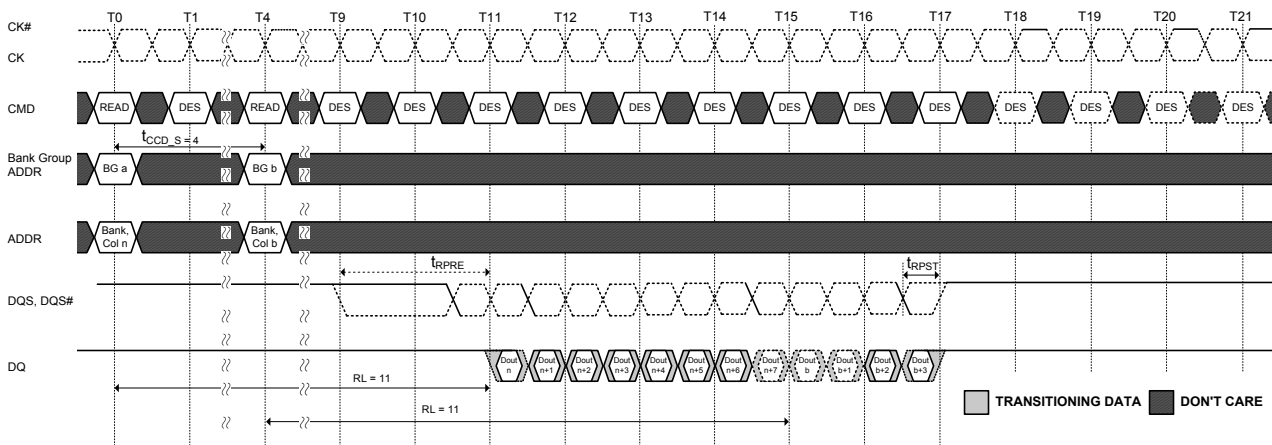 T0 T1 T4 T9 T10 T11 T12 T13 T14 T15 T16 T17 T18 T19 T20 T21
CK#
CK
CMD READ DES READ DES DES DES DES DES DES DES DES DES DES DES DES DES
tCCD_S = 4
Bank Group
ADDR
BG a BG b
ADDR
Bank, Col n
Bank, Col b
tRPRE tRPST
DQS, DQS#
DQ
Dout n
Dout n+1
Dout n+2
Dout n+3
Dout n+4
Dout n+5
Dout n+6
Dout n+7
Dout b
Dout b+1
Dout b+2
Dout b+3
RL = 11
RL = 11
TRANSITIONING DATA DON'T CARE